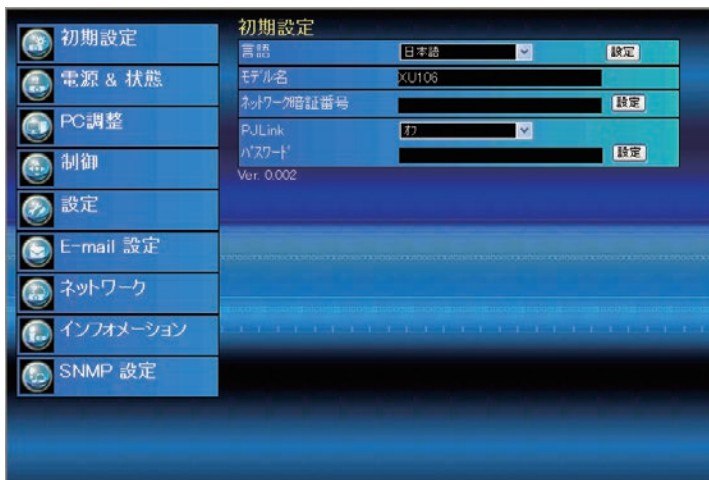 初期設定
電源 & 状態
PC調整
制御
設定
E-mail 設定
ネットワーク
インフォメーション
SNMP 設定
初期設定
言語 日本語 設定
モデル名 XU106
ネットワーク暗証番号 設定
PJLink オフ
パスワード 設定
Ver. 0.002